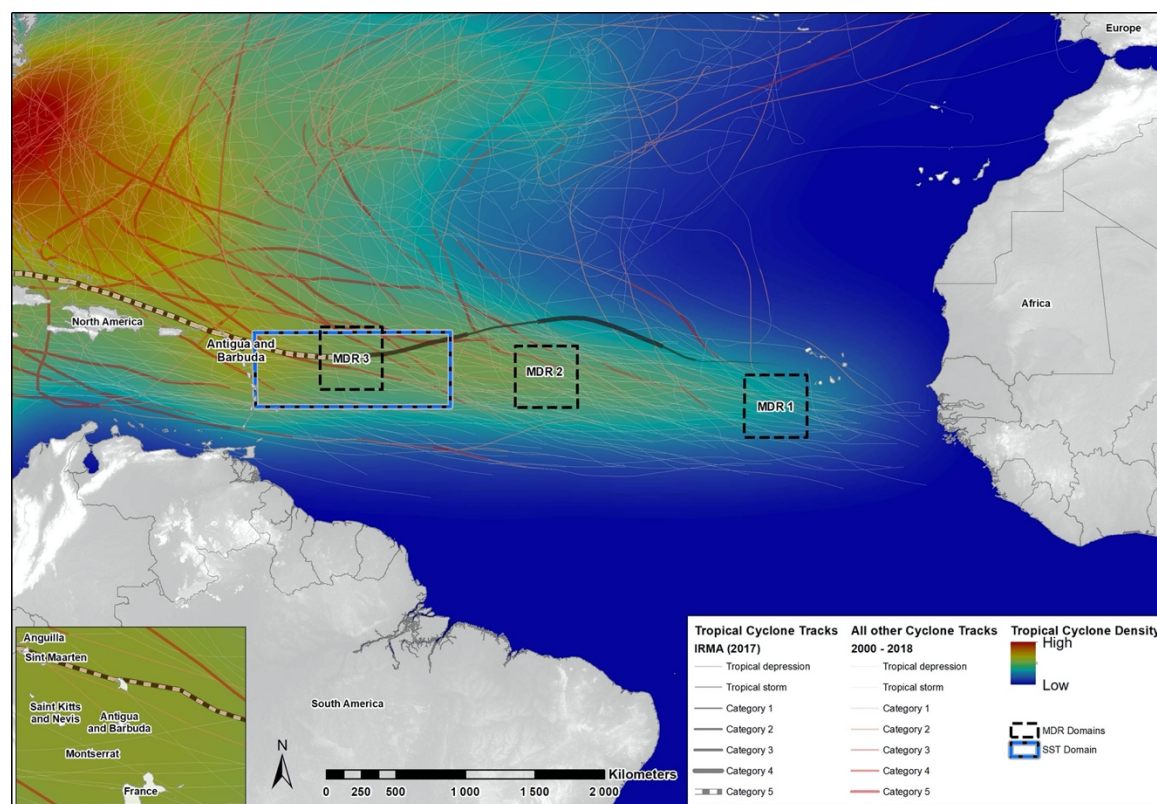 Europe
Africa
North America
Antigua and
Barbuda
MDR 3
MDR 2
MDR 1
South America
Anguilla
Sint Maarten
Saint Kitts
and Nevis
Antigua
and Barbuda
Montserrat
France
N
Kilometers
0 250 500 1 000 1 500 2 000
Tropical Cyclone Tracks
IRMA (2017)
Tropical depression
Tropical storm
Category 1
Category 2
Category 3
Category 4
Category 5
All other Cyclone Tracks
2000 - 2018
Tropical depression
Tropical storm
Category 1
Category 2
Category 3
Category 4
Category 5
Tropical Cyclone Density
High
Low
MDR Domains
SST Domain